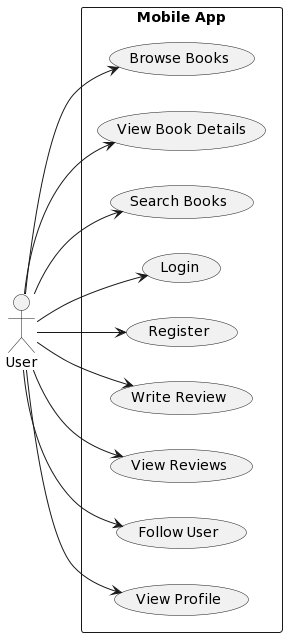 Mobile App
Browse Books
View Book Details
Search Books
Login
Register
User
Write Review
View Reviews
Follow User
View Profile